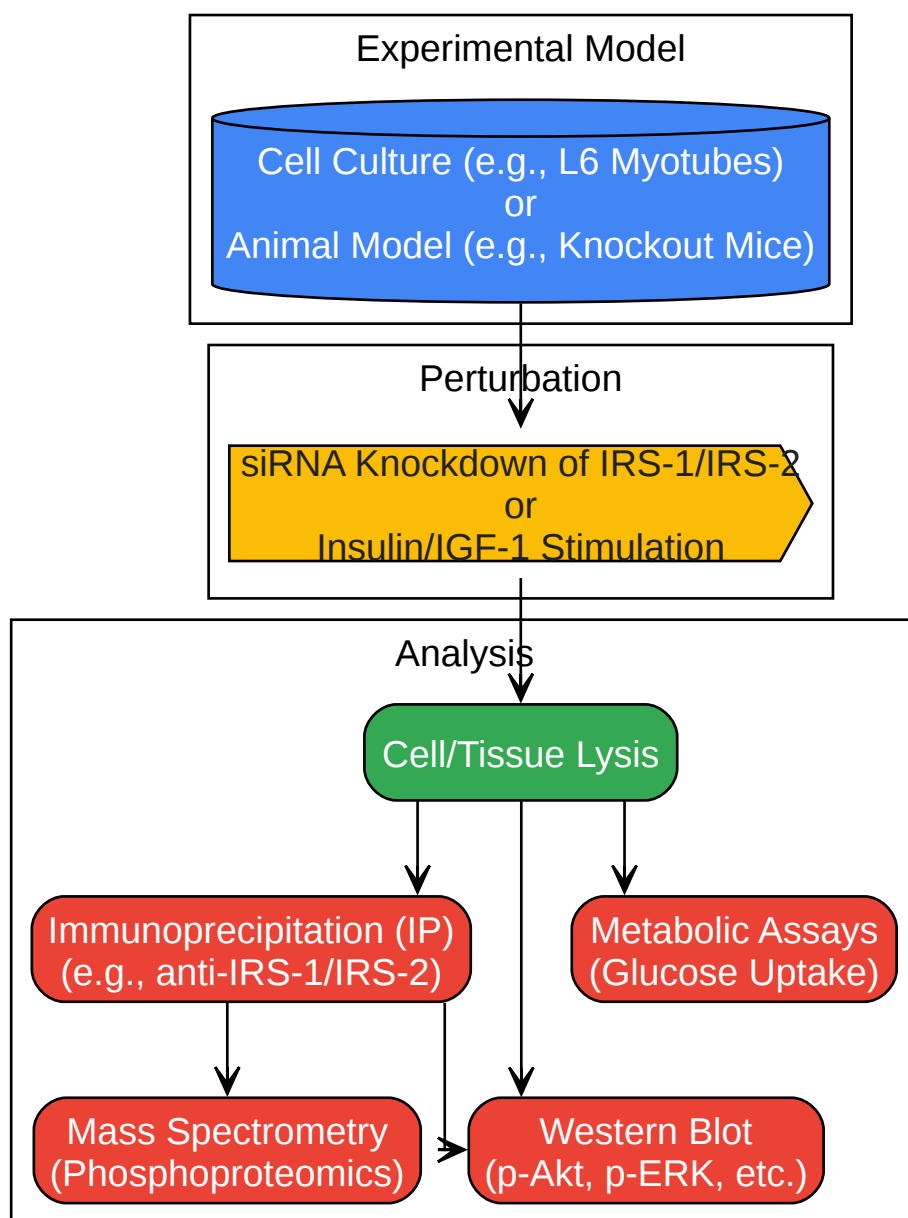 Experimental Model
Cell Culture (e.g., L6 Myotubes)
or
Animal Model (e.g., Knockout Mice)
Perturbation
siRNA Knockdown of IRS-1/IRS-2
or
Insulin/IGF-1 Stimulation
Analysis
Cell/Tissue Lysis
Immunoprecipitation (IP)
(e.g., anti-IRS-1/IRS-2)
Metabolic Assays
(Glucose Uptake)
Mass Spectrometry
(Phosphoproteomics)
Western Blot
(p-Akt, p-ERK, etc.)